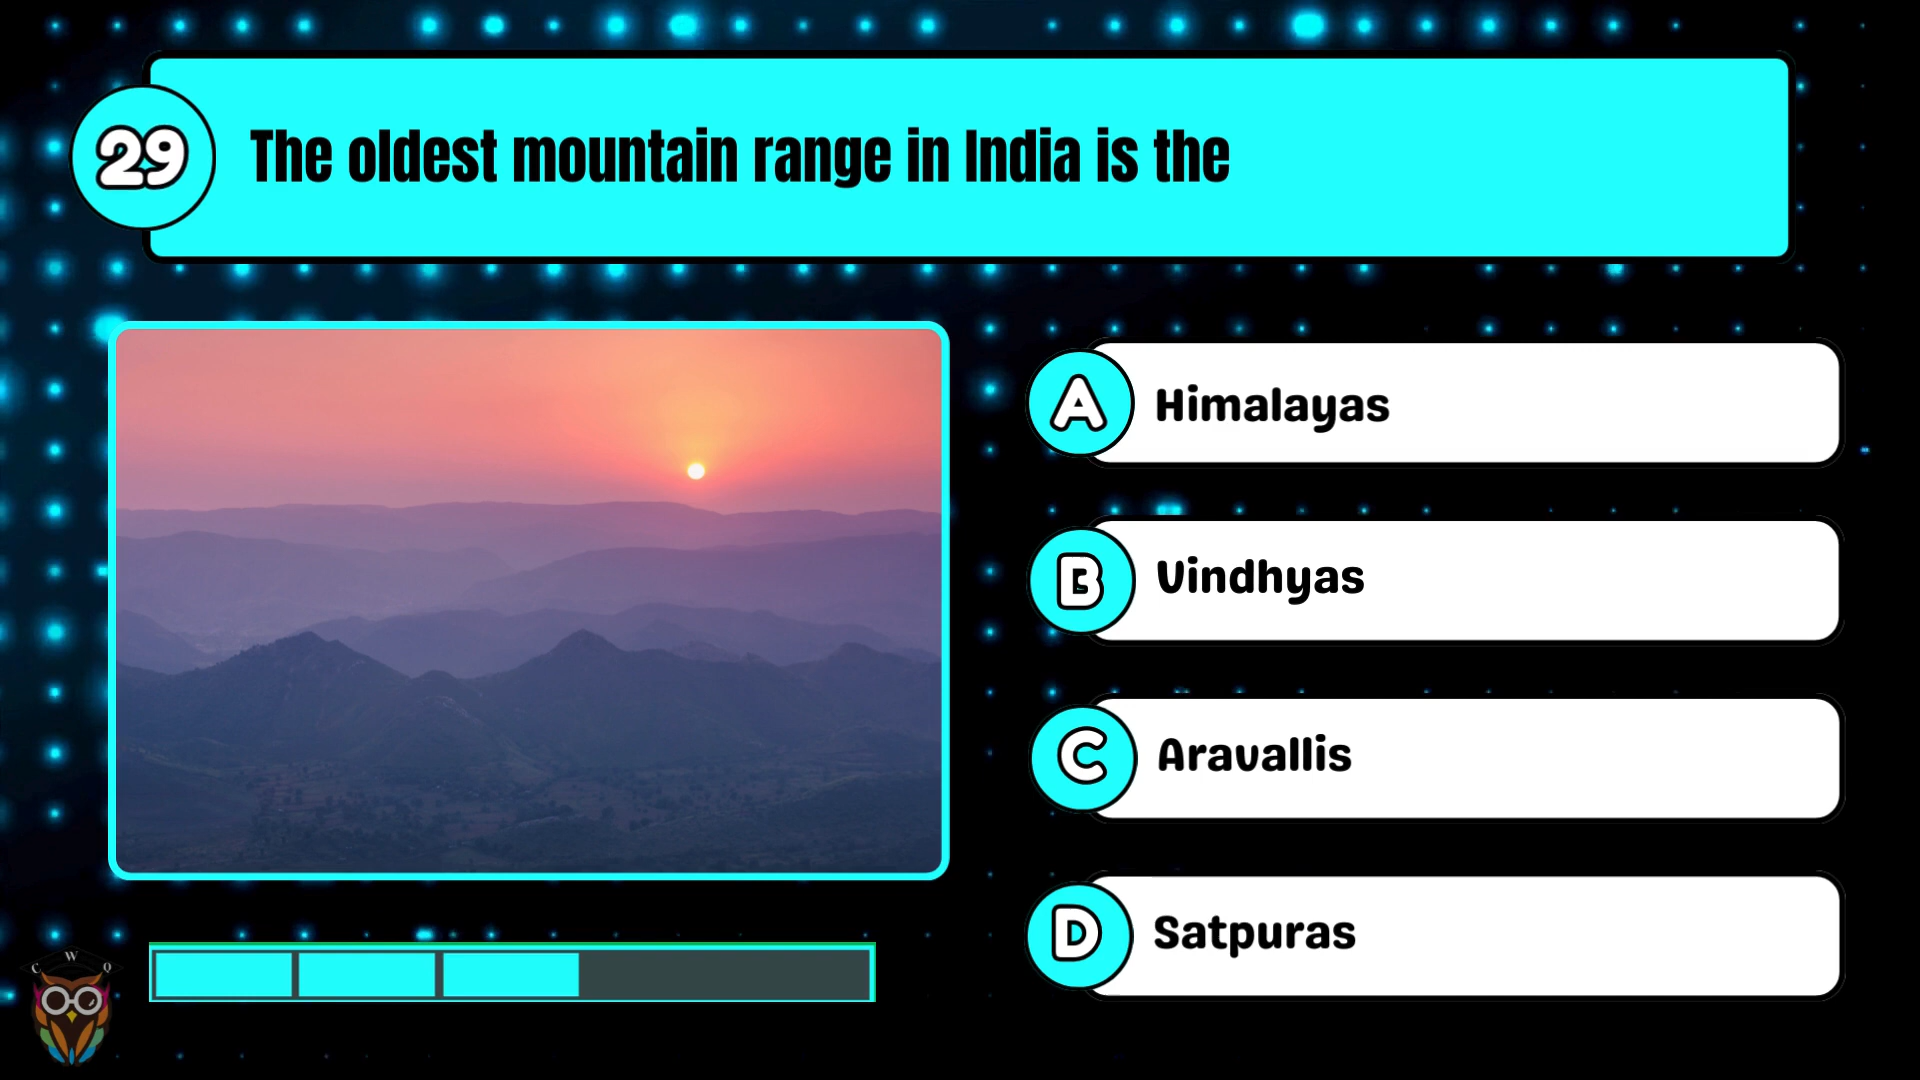 29
The oldest mountain range in India is the
A
Himalayas
B
Vindhyas
C
Aravallis
D
Satpuras
C W Q